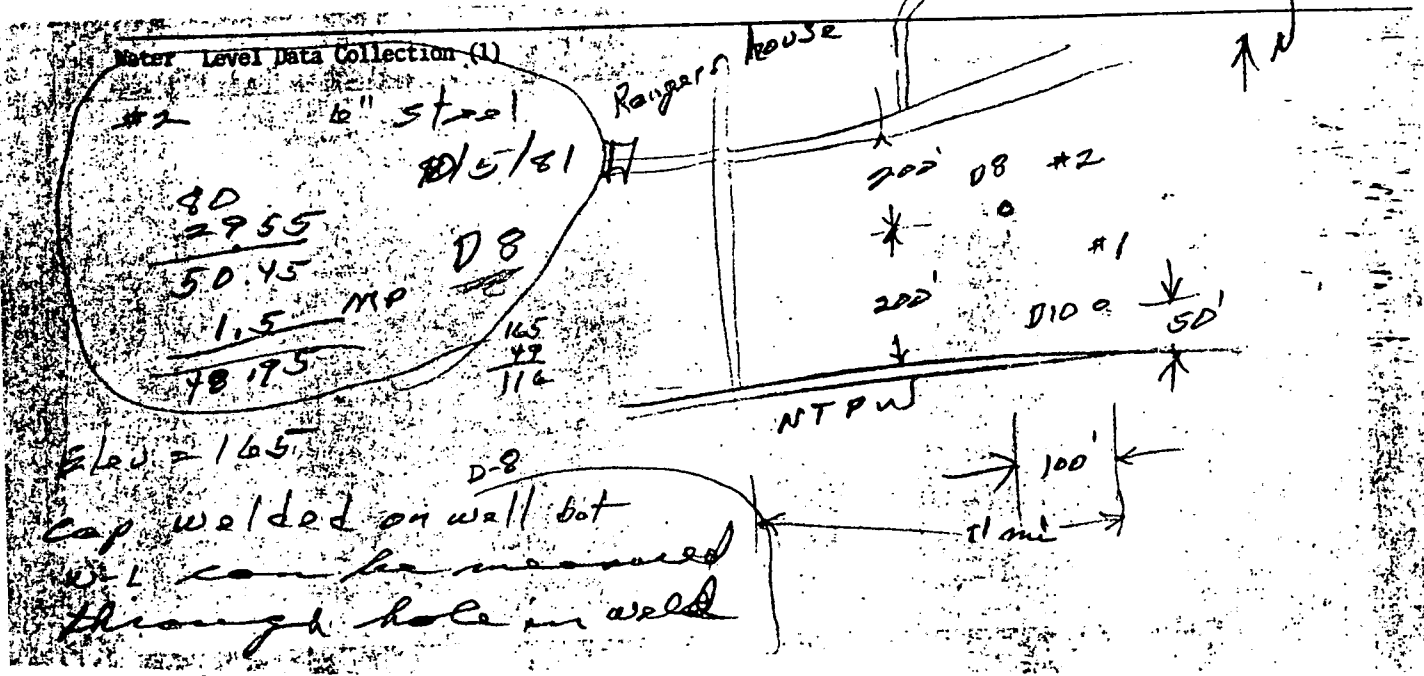 Water Level Data Collection (1)
#2 6" steel
10/5/81
80
29.55
50.45
D8
1.5 MP
48.95
165
49
116
Elev = 165
D-8
Cap welded on well but
W-L can be measured
through hole in weld
Rangers house
N
200'
D8 #2
#1
200'
D10
50'
NTPW
100'
.1 mi